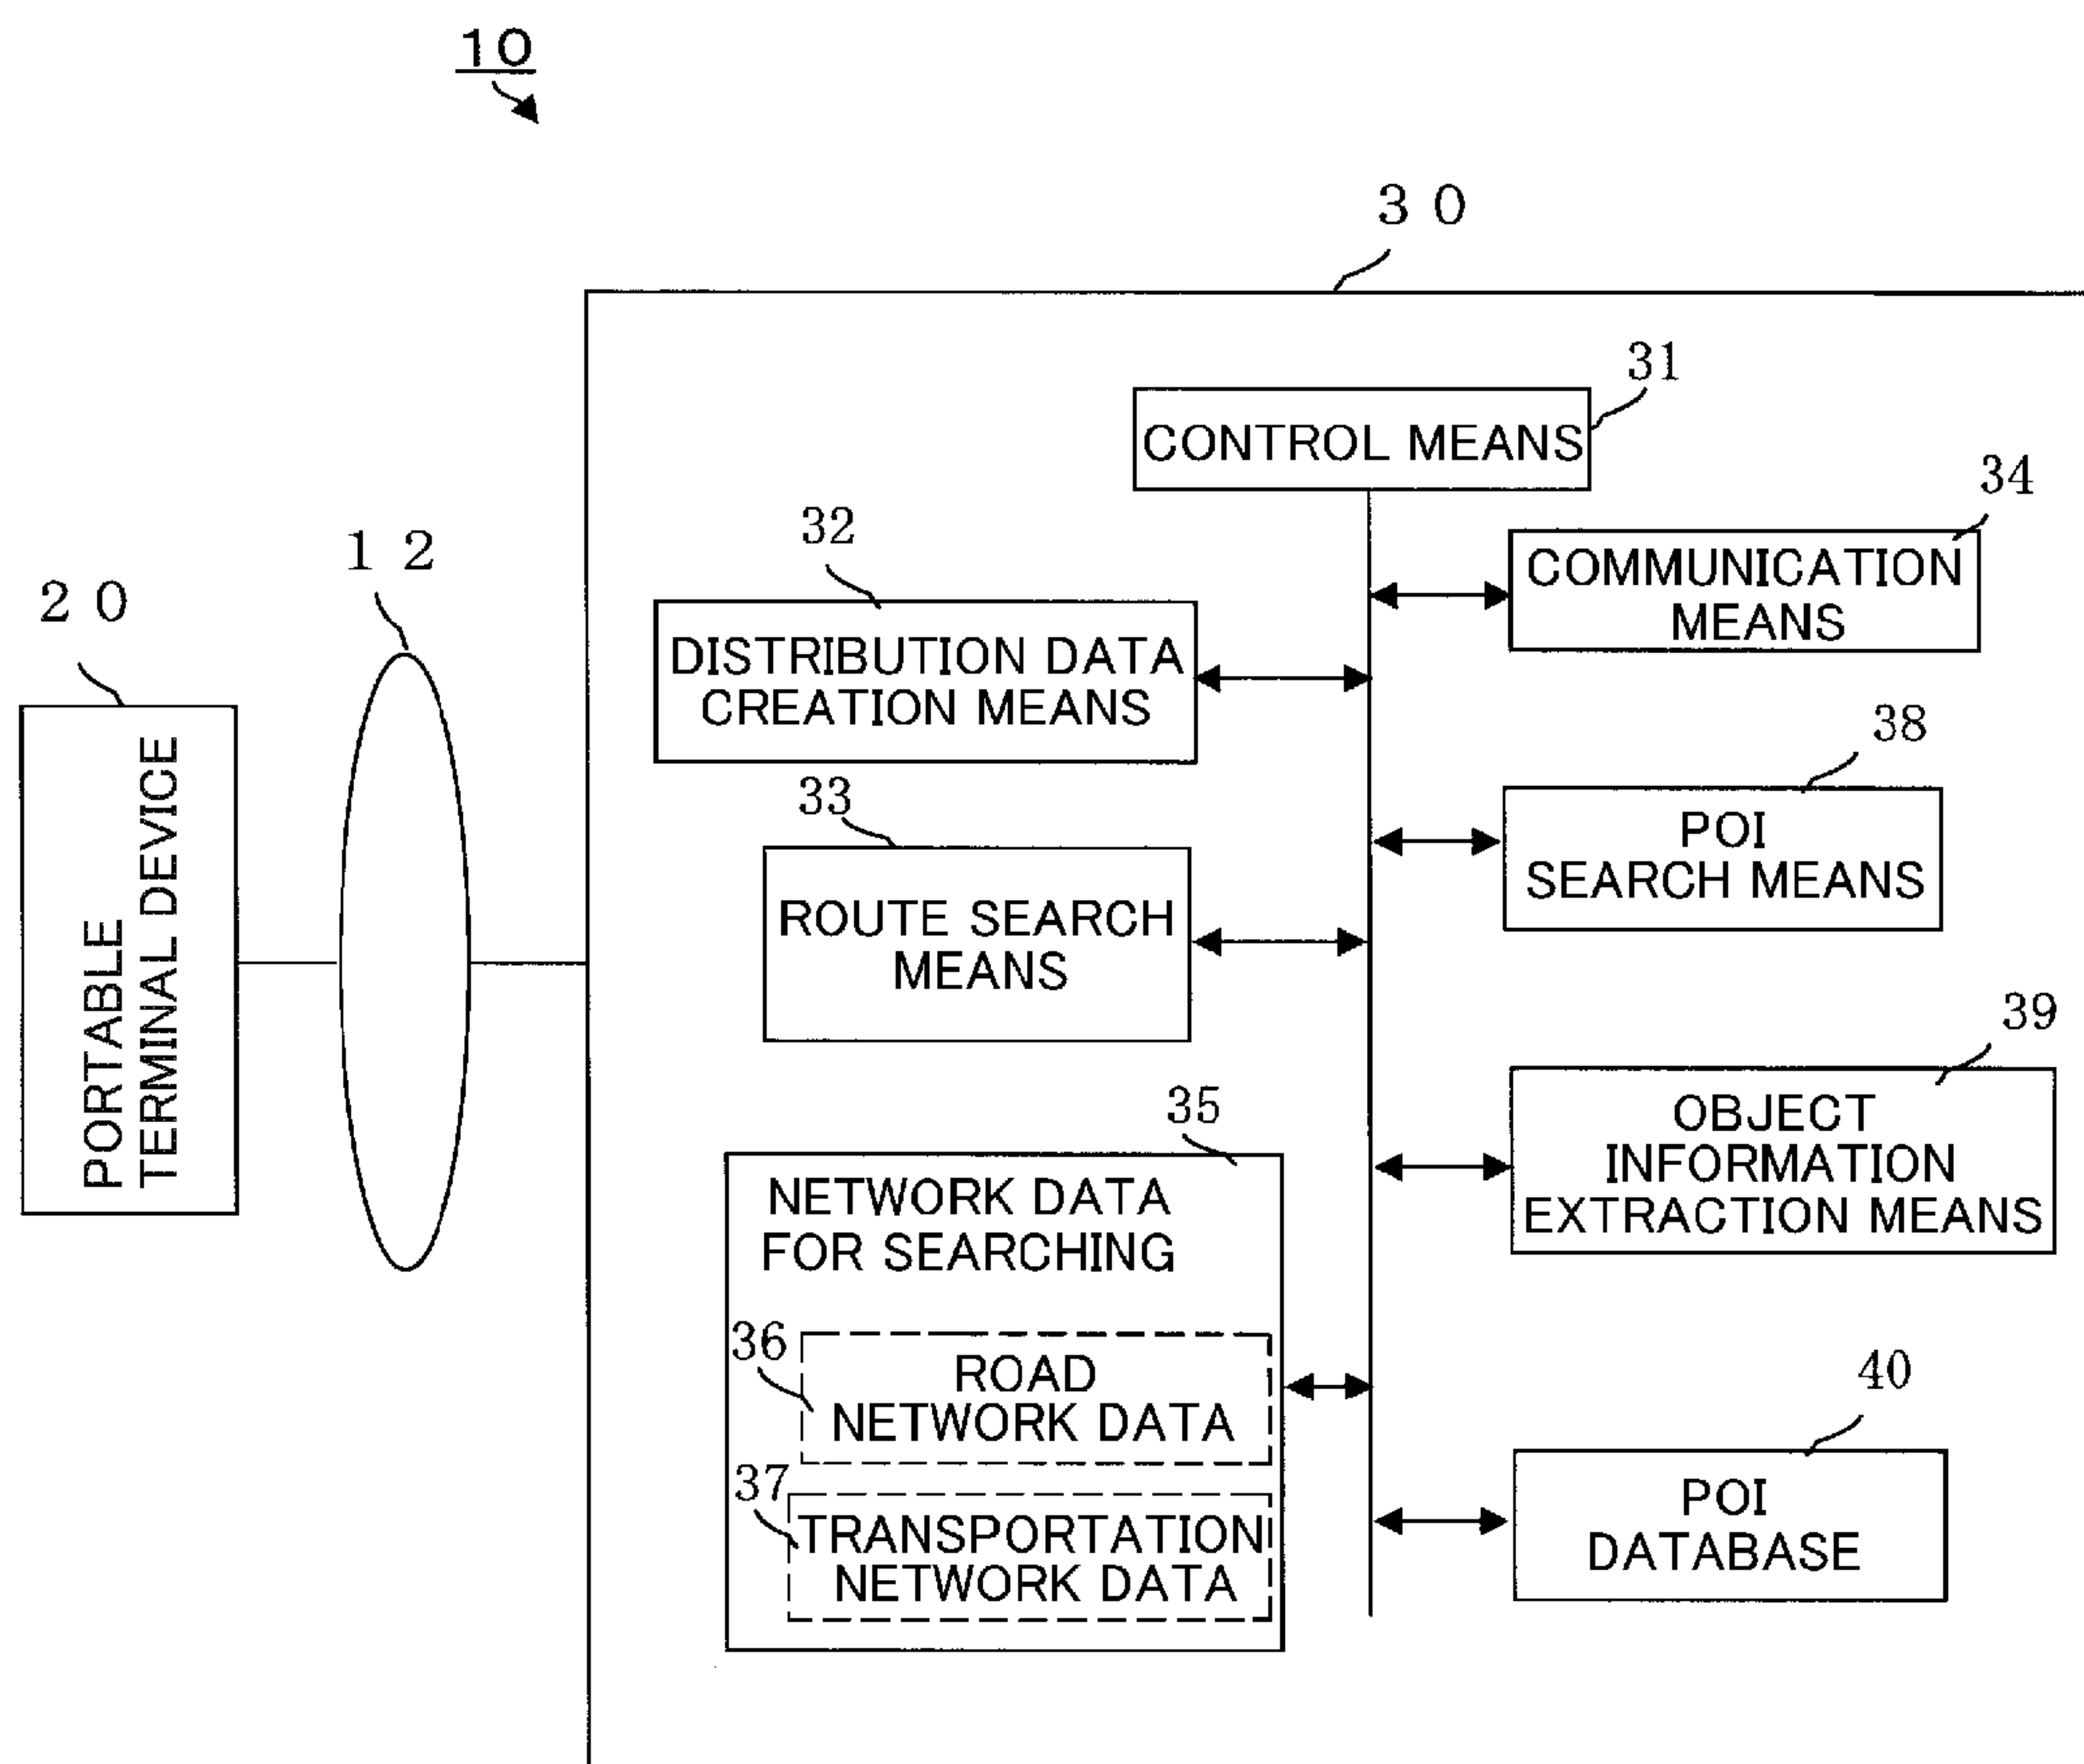 10
30
31
CONTROL MEANS
34
COMMUNICATION
MEANS
32
DISTRIBUTION DATA
CREATION MEANS
12
20
PORTABLE
TERMINAL DEVICE
38
POI
SEARCH MEANS
33
ROUTE SEARCH
MEANS
39
OBJECT
INFORMATION
EXTRACTION MEANS
35
NETWORK DATA
FOR SEARCHING
36
ROAD
NETWORK DATA
37
TRANSPORTATION
NETWORK DATA
40
POI
DATABASE